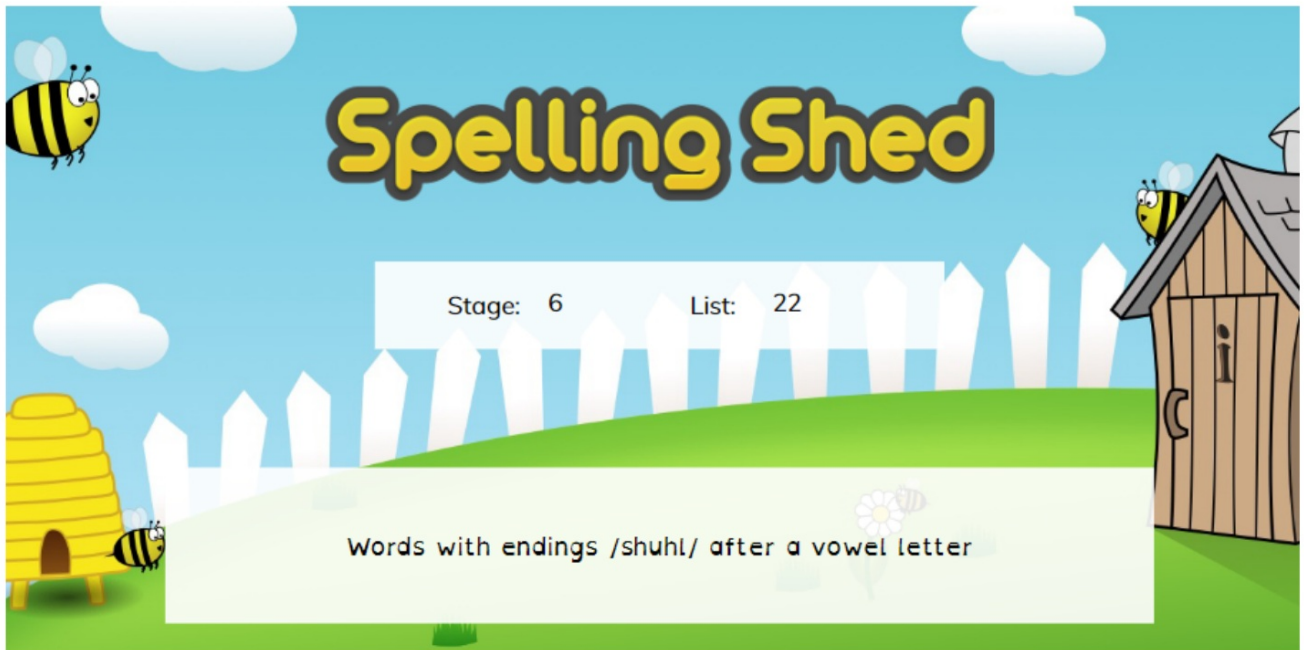 Spelling Shed
Stage: 6 List: 22
i
Words with endings /shuhl/ after a vowel letter